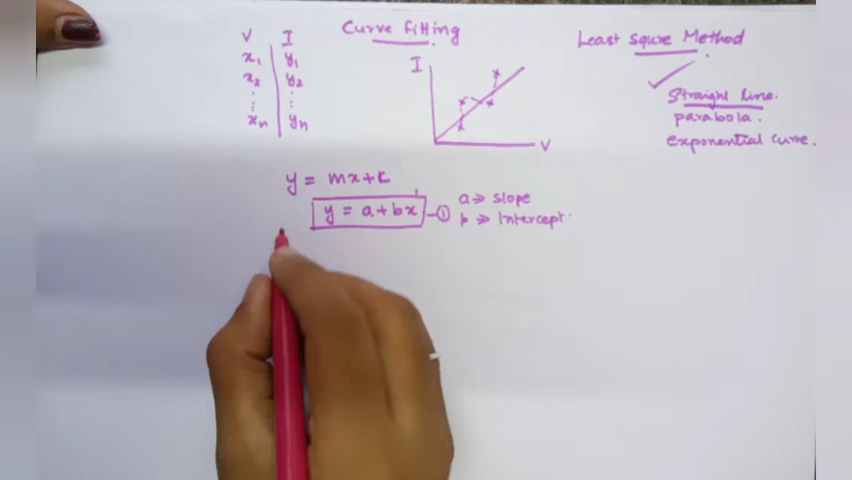 Curve fitting
V I
x1 y1
x2 y2
⋮ ⋮
xn yn
I
V
Least Squre Method
✓
Straight line.
parabola.
exponential curve.
y = mx+c
y = a+bx —①
a ⇒ slope
b ⇒ Intercept.